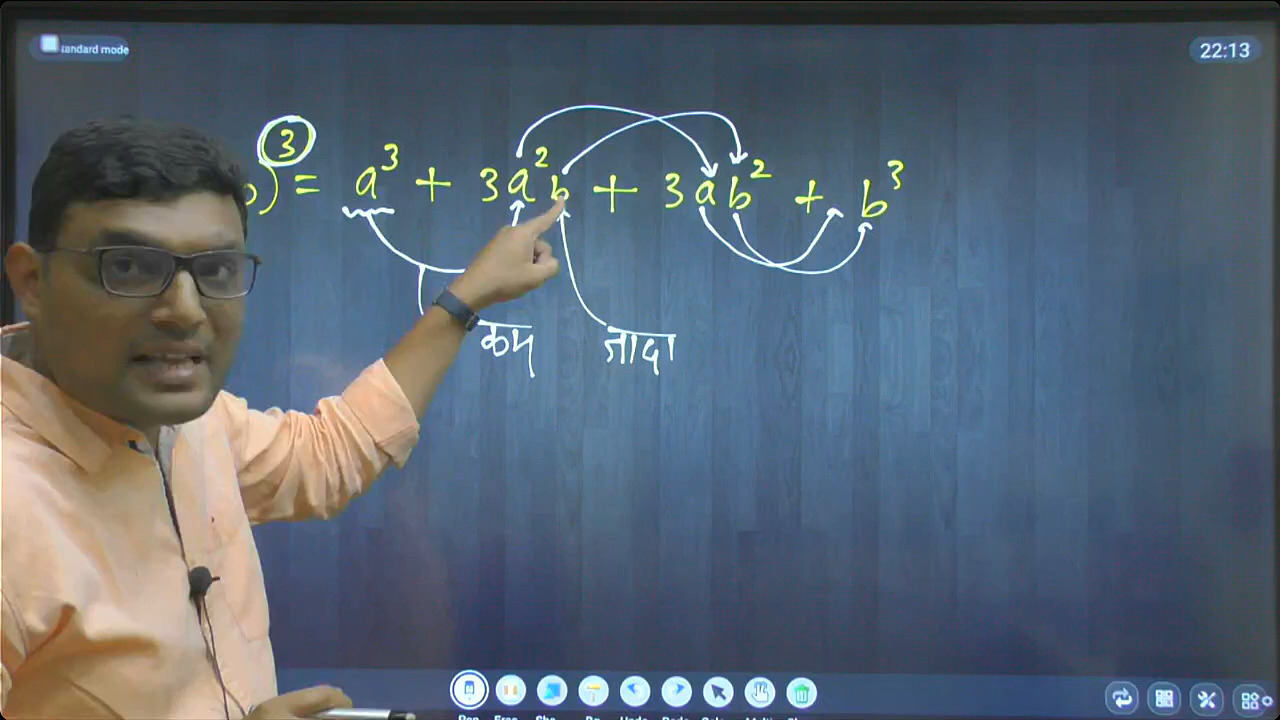 standard mode
22:13
b)³ = a³ + 3a²b + 3ab² + b³
कम जादा